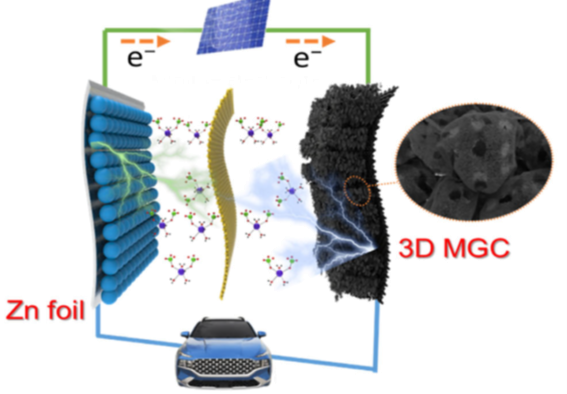 e⁻ e⁻
3D MGC
Zn foil